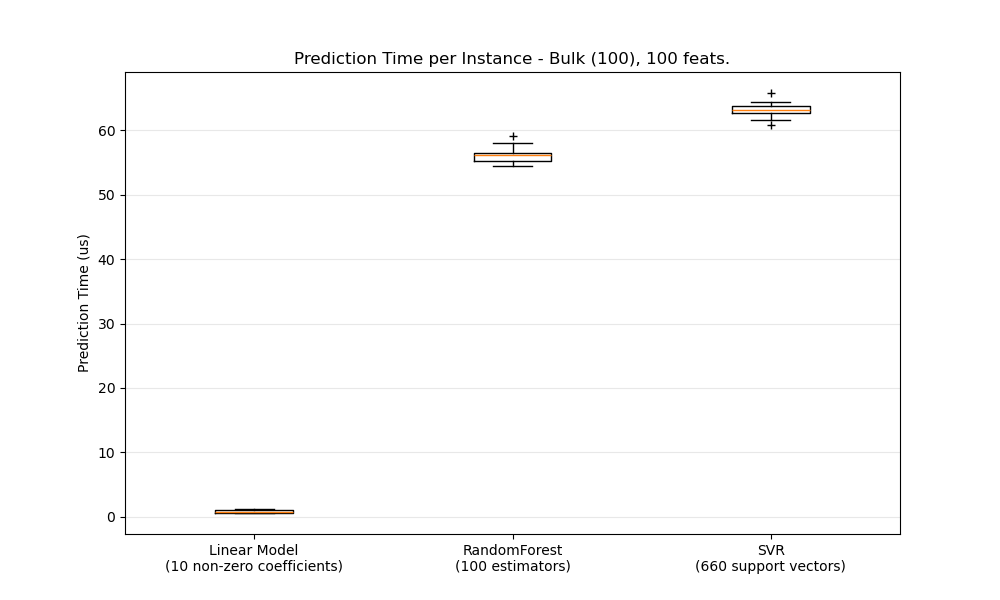 Prediction Time per Instance - Bulk (100), 100 feats.
Prediction Time (us)
60
50
40
30
20
10
0
Linear Model
(10 non-zero coefficients)
RandomForest
(100 estimators)
SVR
(660 support vectors)